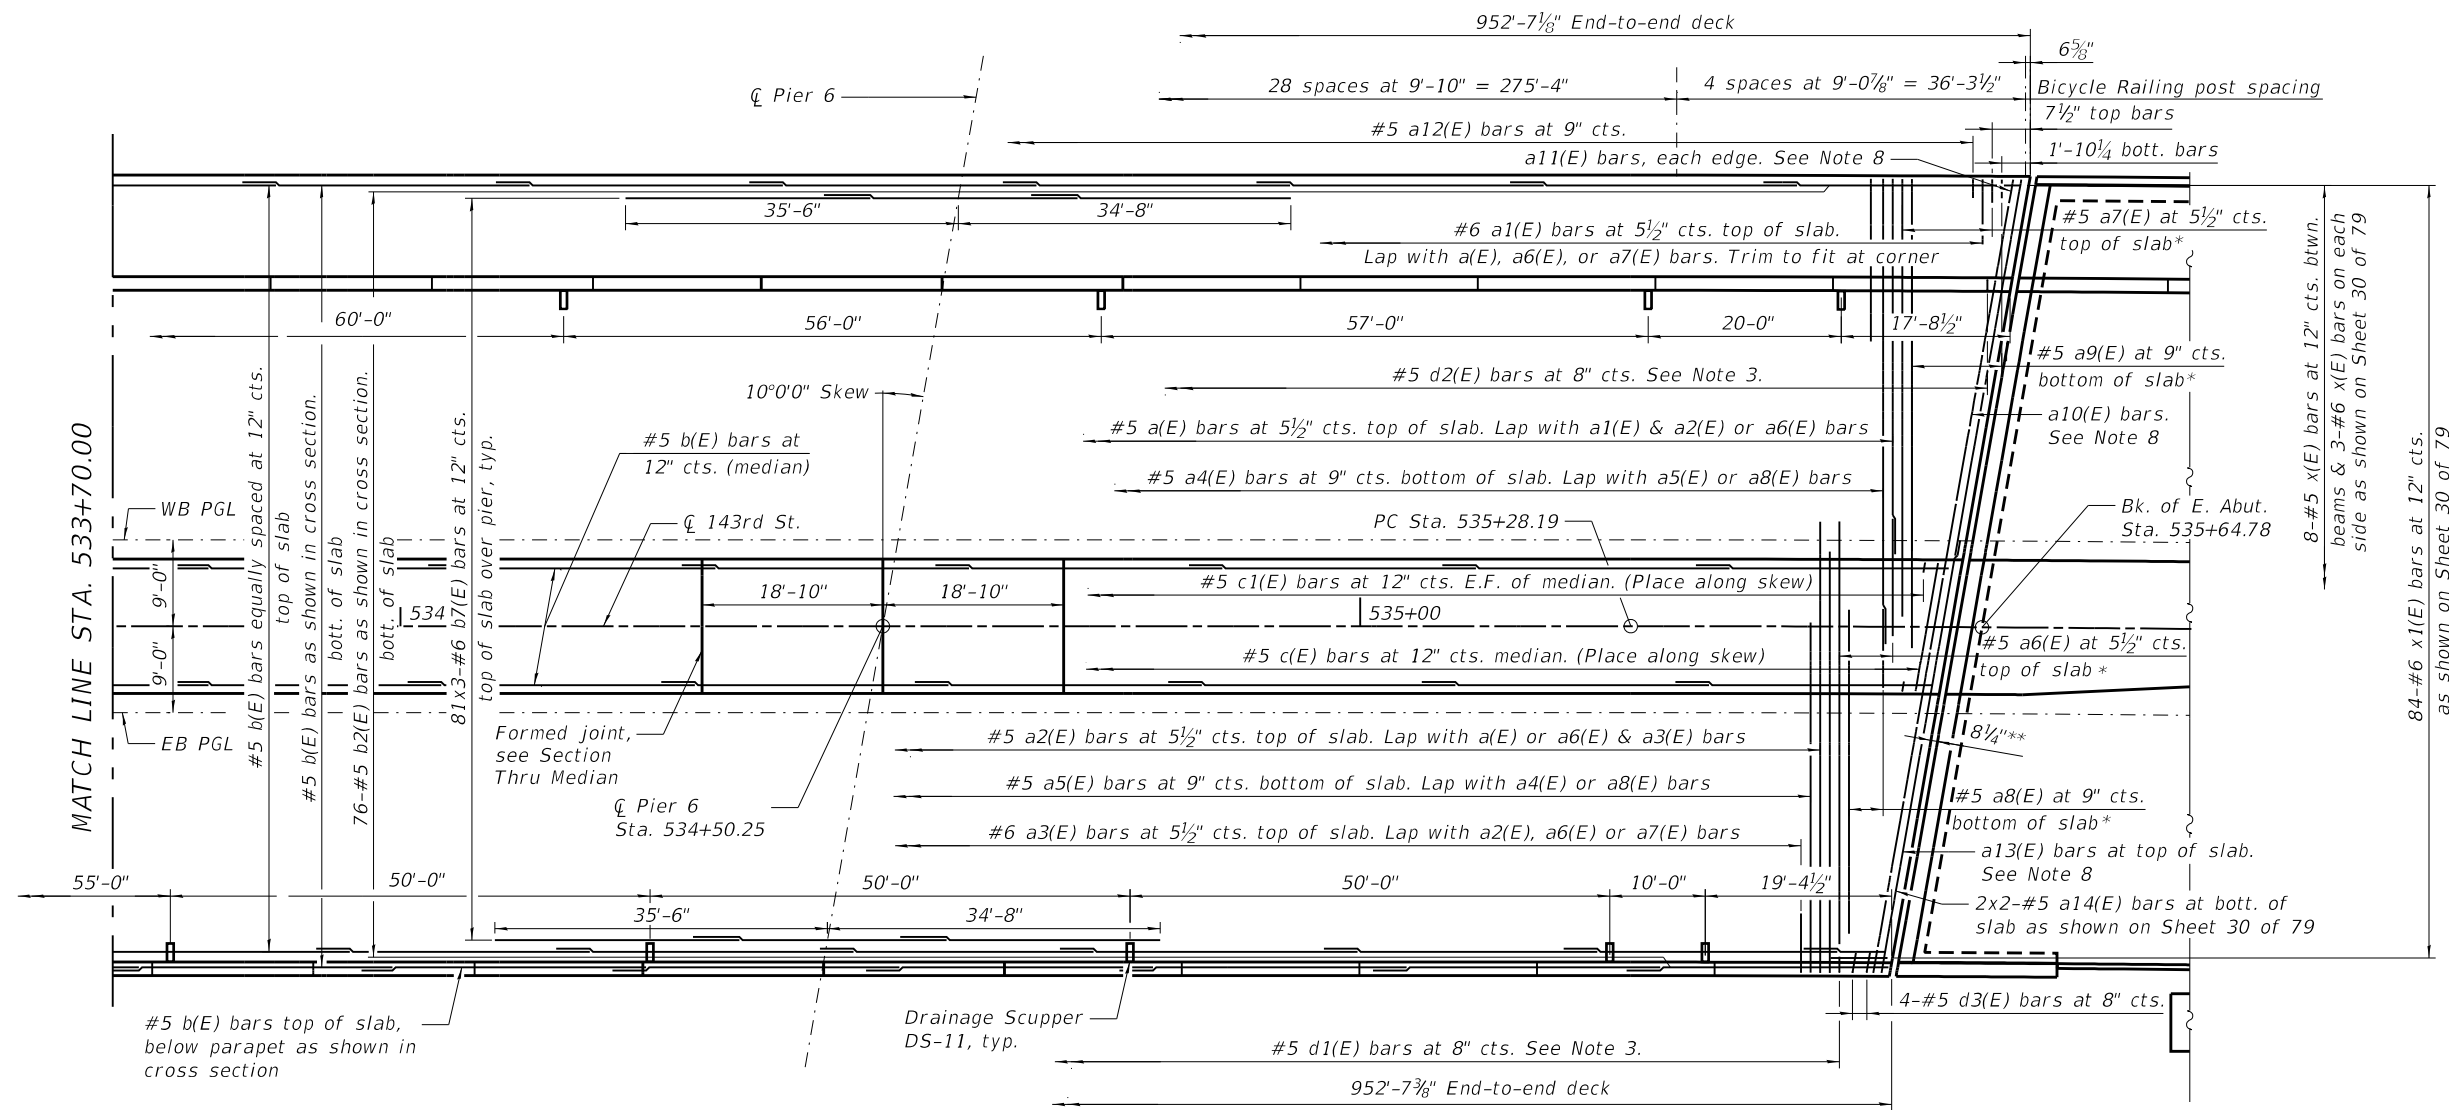 952'-7⅛" End-to-end deck
6⅝"
28 spaces at 9'-10" = 275'-4"
4 spaces at 9'-0⅞" = 36'-3½"
Bicycle Railing post spacing
℄ Pier 6
7½" top bars
#5 a12(E) bars at 9" cts.
a11(E) bars, each edge. See Note 8
1'-10¼ bott. bars
35'-6"
34'-8"
#6 a1(E) bars at 5½" cts. top of slab.
Lap with a(E), a6(E), or a7(E) bars. Trim to fit at corner
#5 a7(E) at 5½" cts.
top of slab*
60'-0"
56'-0"
57'-0"
20-0"
17'-8½"
#5 a9(E) at 9" cts.
bottom of slab*
10°0'0" Skew
#5 d2(E) bars at 8" cts. See Note 3.
a10(E) bars.
See Note 8
#5 b(E) bars at
12" cts. (median)
#5 a(E) bars at 5½" cts. top of slab. Lap with a1(E) & a2(E) or a6(E) bars
#5 a4(E) bars at 9" cts. bottom of slab. Lap with a5(E) or a8(E) bars
MATCH LINE STA. 533+70.00
WB PGL
℄ 143rd St.
PC Sta. 535+28.19
Bk. of E. Abut.
Sta. 535+64.78
9'-0"
9'-0"
#5 b(E) bars equally spaced at 12" cts.
top of slab
#5 b(E) bars as shown in cross section.
bott. of slab
76-#5 b2(E) bars as shown in cross section.
bott. of slab
81x3-#6 b7(E) bars at 12" cts.
top of slab over pier, typ.
534
18'-10"
18'-10"
#5 c1(E) bars at 12" cts. E.F. of median. (Place along skew)
535+00
#5 c(E) bars at 12" cts. median. (Place along skew)
#5 a6(E) at 5½" cts.
top of slab *
EB PGL
Formed joint,
see Section
Thru Median
℄ Pier 6
Sta. 534+50.25
#5 a2(E) bars at 5½" cts. top of slab. Lap with a(E) or a6(E) & a3(E) bars
8¼"**
#5 a5(E) bars at 9" cts. bottom of slab. Lap with a4(E) or a8(E) bars
#5 a8(E) at 9" cts.
bottom of slab*
#6 a3(E) bars at 5½" cts. top of slab. Lap with a2(E), a6(E) or a7(E) bars
a13(E) bars at top of slab.
See Note 8
55'-0"
50'-0"
50'-0"
50'-0"
10'-0"
19'-4½"
35'-6"
34'-8"
2x2-#5 a14(E) bars at bott. of
slab as shown on Sheet 30 of 79
8-#5 x(E) bars at 12" cts. btwn.
beams & 3-#6 x(E) bars on each
side as shown on Sheet 30 of 79
84-#6 x1(E) bars at 12" cts.
as shown on Sheet 30 of 79
4-#5 d3(E) bars at 8" cts.
#5 b(E) bars top of slab,
below parapet as shown in
cross section
Drainage Scupper
DS-11, typ.
#5 d1(E) bars at 8" cts. See Note 3.
952'-7⅜" End-to-end deck